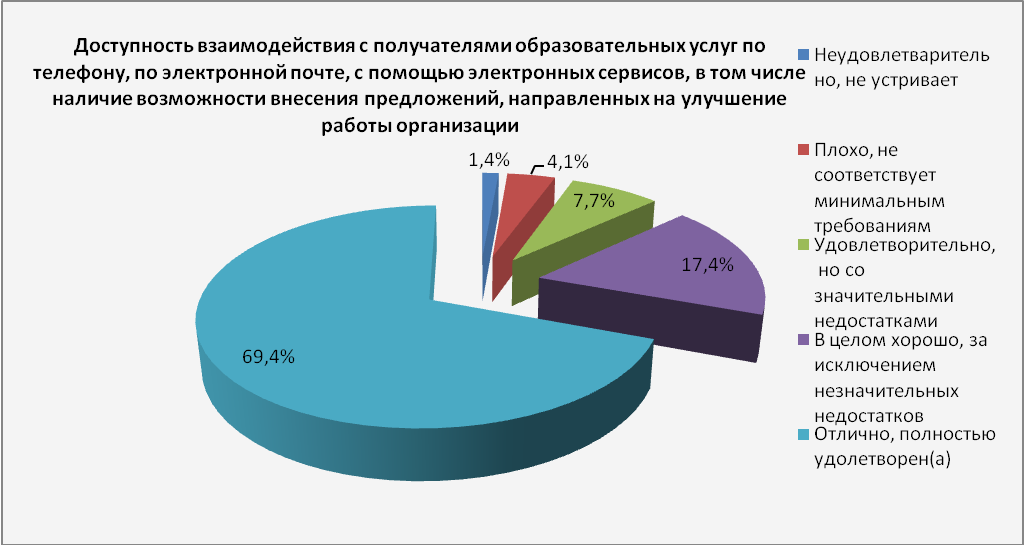 Доступность взаимодействия с получателями образовательных услуг по
телефону, по электронной почте, с помощью электронных сервисов, в том числе
наличие возможности внесения предложений, направленных на улучшение
работы организации
1,4%
4,1%
7,7%
17,4%
69,4%
Неудовлетваритель
но, не устривает
Плохо, не
соответствует
минимальным
требованиям
Удовлетворительно,
но со
значительными
недостатками
В целом хорошо, за
исключением
незначительных
недостатков
Отлично, полностью
удолетворен(а)